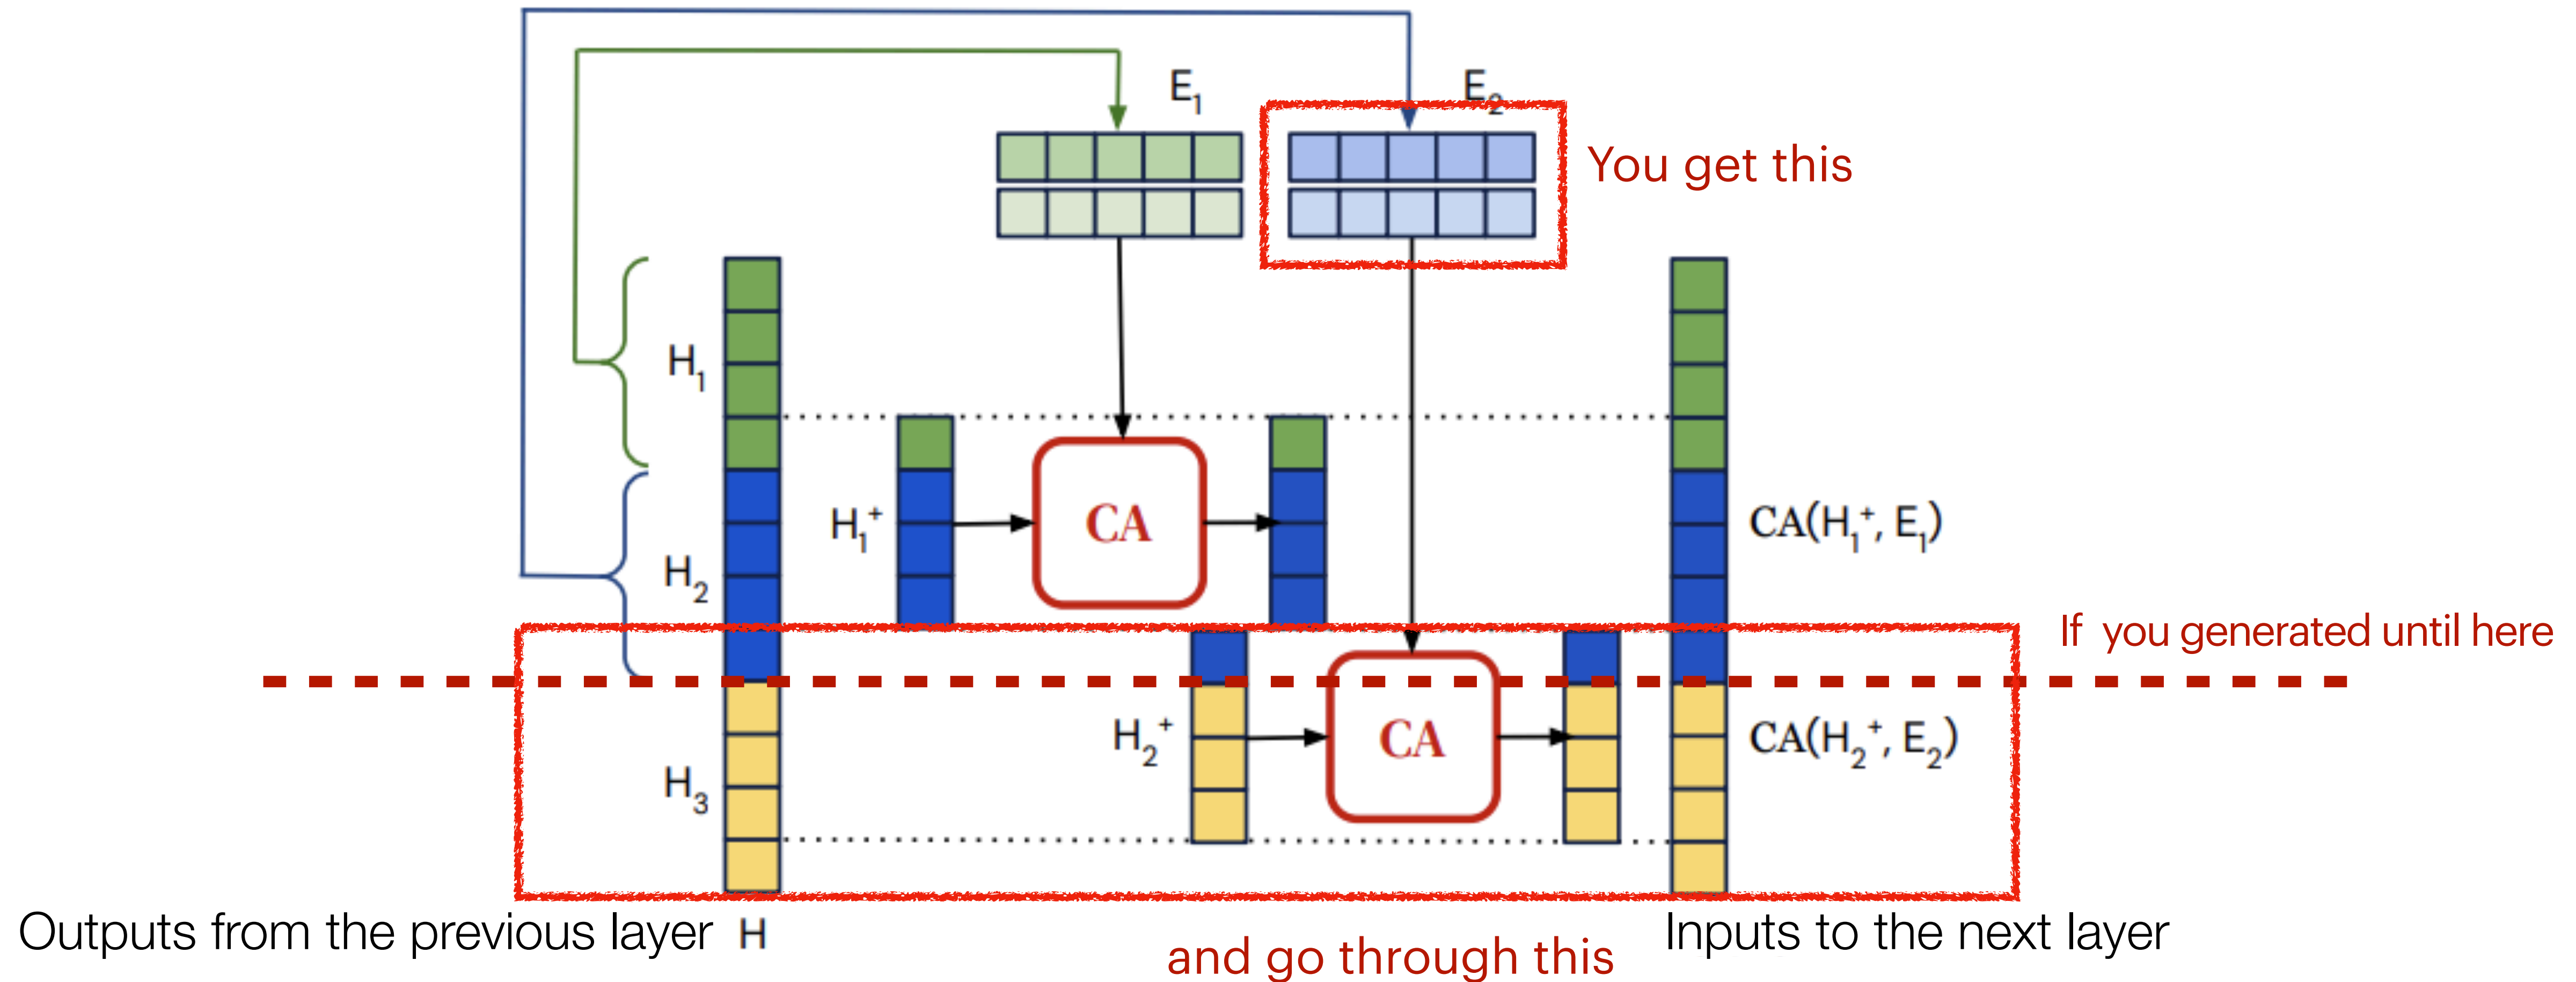 E₁
E₂
You get this
H₁
H₁⁺
CA
CA(H₁⁺, E₁)
H₂
If you generated until here
H₂⁺
CA
CA(H₂⁺, E₂)
H₃
Outputs from the previous layer
H
Inputs to the next layer
and go through this